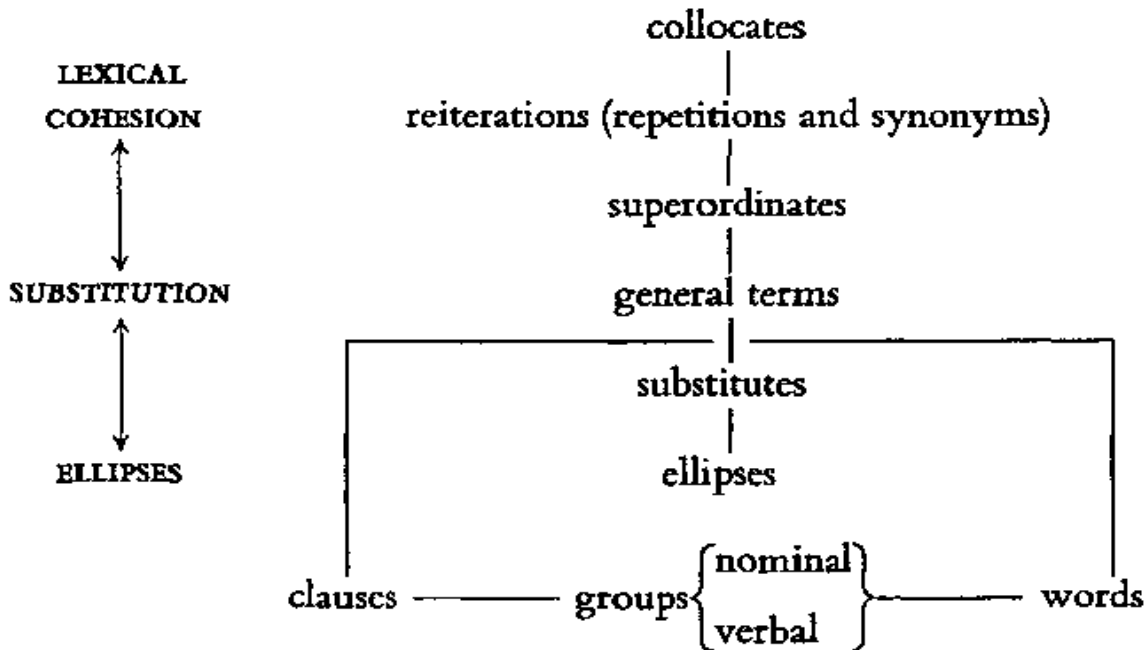 collocates
LEXICAL
COHESION
reiterations (repetitions and synonyms)
superordinates
SUBSTITUTION
general terms
substitutes
ELLIPSES
ellipses
nominal
clauses groups words
verbal